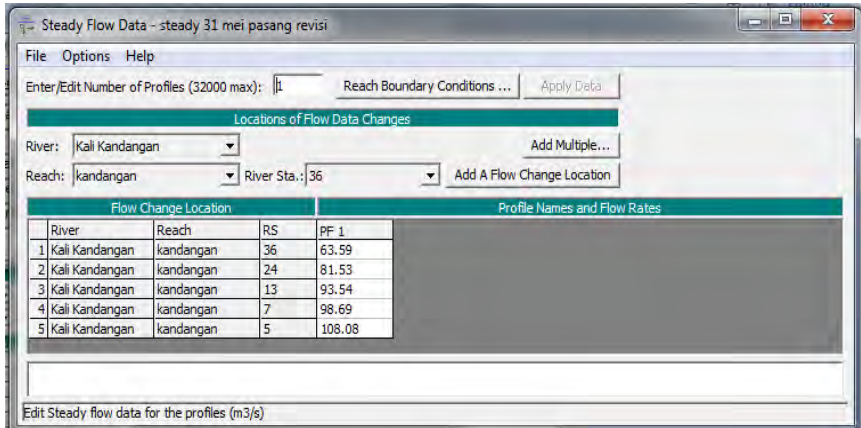 Steady Flow Data - steady 31 mei pasang revisi
File Options Help
Enter/Edit Number of Profiles (32000 max): 1 Reach Boundary Conditions ... Apply Data
Locations of Flow Data Changes
River: Kali Kandangan Add Multiple...
Reach: kandangan River Sta.: 36 Add A Flow Change Location
Flow Change Location Profile Names and Flow Rates
River Reach RS PF 1
1 Kali Kandangan kandangan 36 63.59
2 Kali Kandangan kandangan 24 81.53
3 Kali Kandangan kandangan 13 93.54
4 Kali Kandangan kandangan 7 98.69
5 Kali Kandangan kandangan 5 108.08
Edit Steady flow data for the profiles (m3/s)